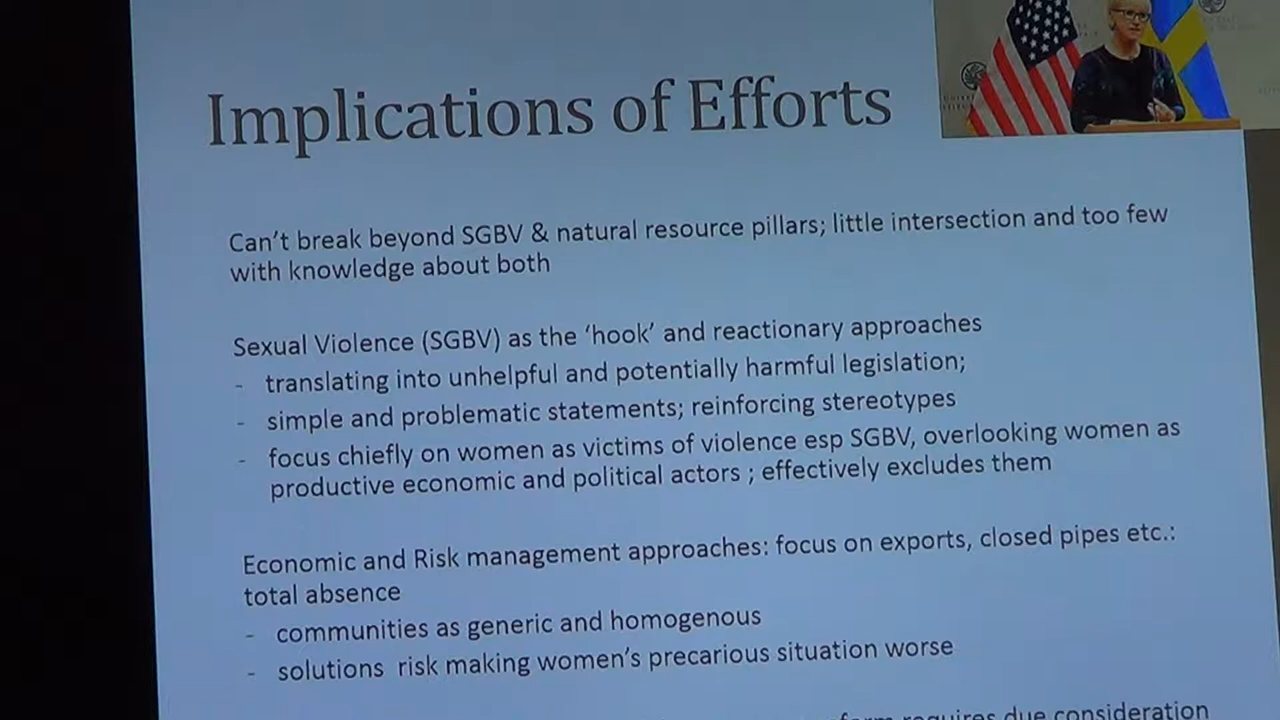 Implications of Efforts
Can't break beyond SGBV & natural resource pillars; little intersection and too few
with knowledge about both
Sexual Violence (SGBV) as the 'hook' and reactionary approaches
- translating into unhelpful and potentially harmful legislation;
- simple and problematic statements; reinforcing stereotypes
- focus chiefly on women as victims of violence esp SGBV, overlooking women as
productive economic and political actors ; effectively excludes them
Economic and Risk management approaches: focus on exports, closed pipes etc.:
total absence
- communities as generic and homogenous
- solutions risk making women's precarious situation worse
requires due consideration